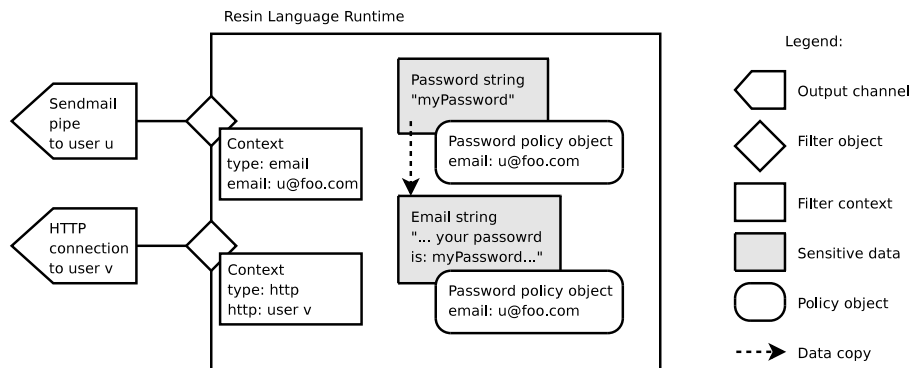 Resin Language Runtime
Sendmail
pipe
to user u
Context
type: email
email: u@foo.com
HTTP
connection
to user v
Context
type: http
http: user v
Password string
"myPassword"
Password policy object
email: u@foo.com
Email string
"... your passowrd
is: myPassword..."
Password policy object
email: u@foo.com
Legend:
Output channel
Filter object
Filter context
Sensitive data
Policy object
Data copy